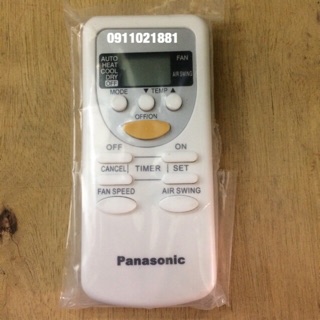 0911021881
AUTO FAN
HEAT
COOL AIR SWING
DRY
OFF
MODE ▼ TEMP ▲
OFF/ON
OFF ON
CANCEL TIMER SET
FAN SPEED AIR SWING
Panasonic